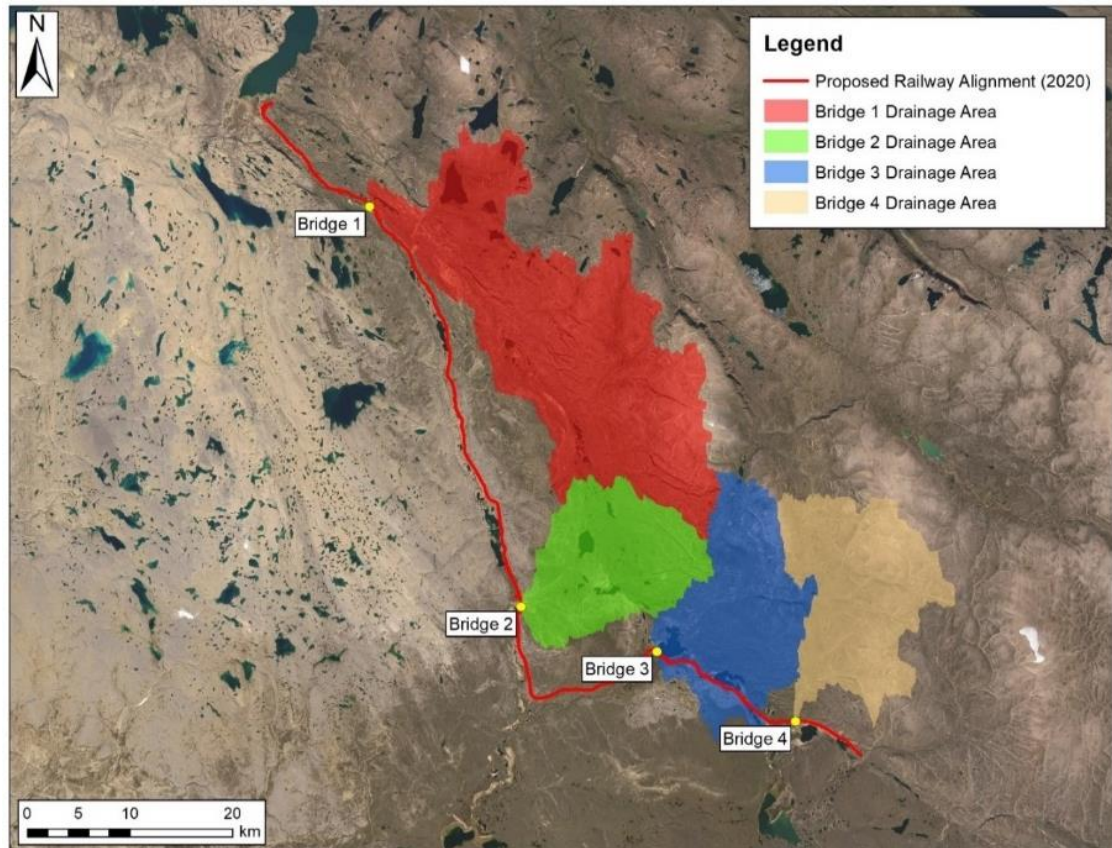 N
Legend
Proposed Railway Alignment (2020)
Bridge 1 Drainage Area
Bridge 2 Drainage Area
Bridge 3 Drainage Area
Bridge 4 Drainage Area
Bridge 1
Bridge 2
Bridge 3
Bridge 4
0 5 10 20
km